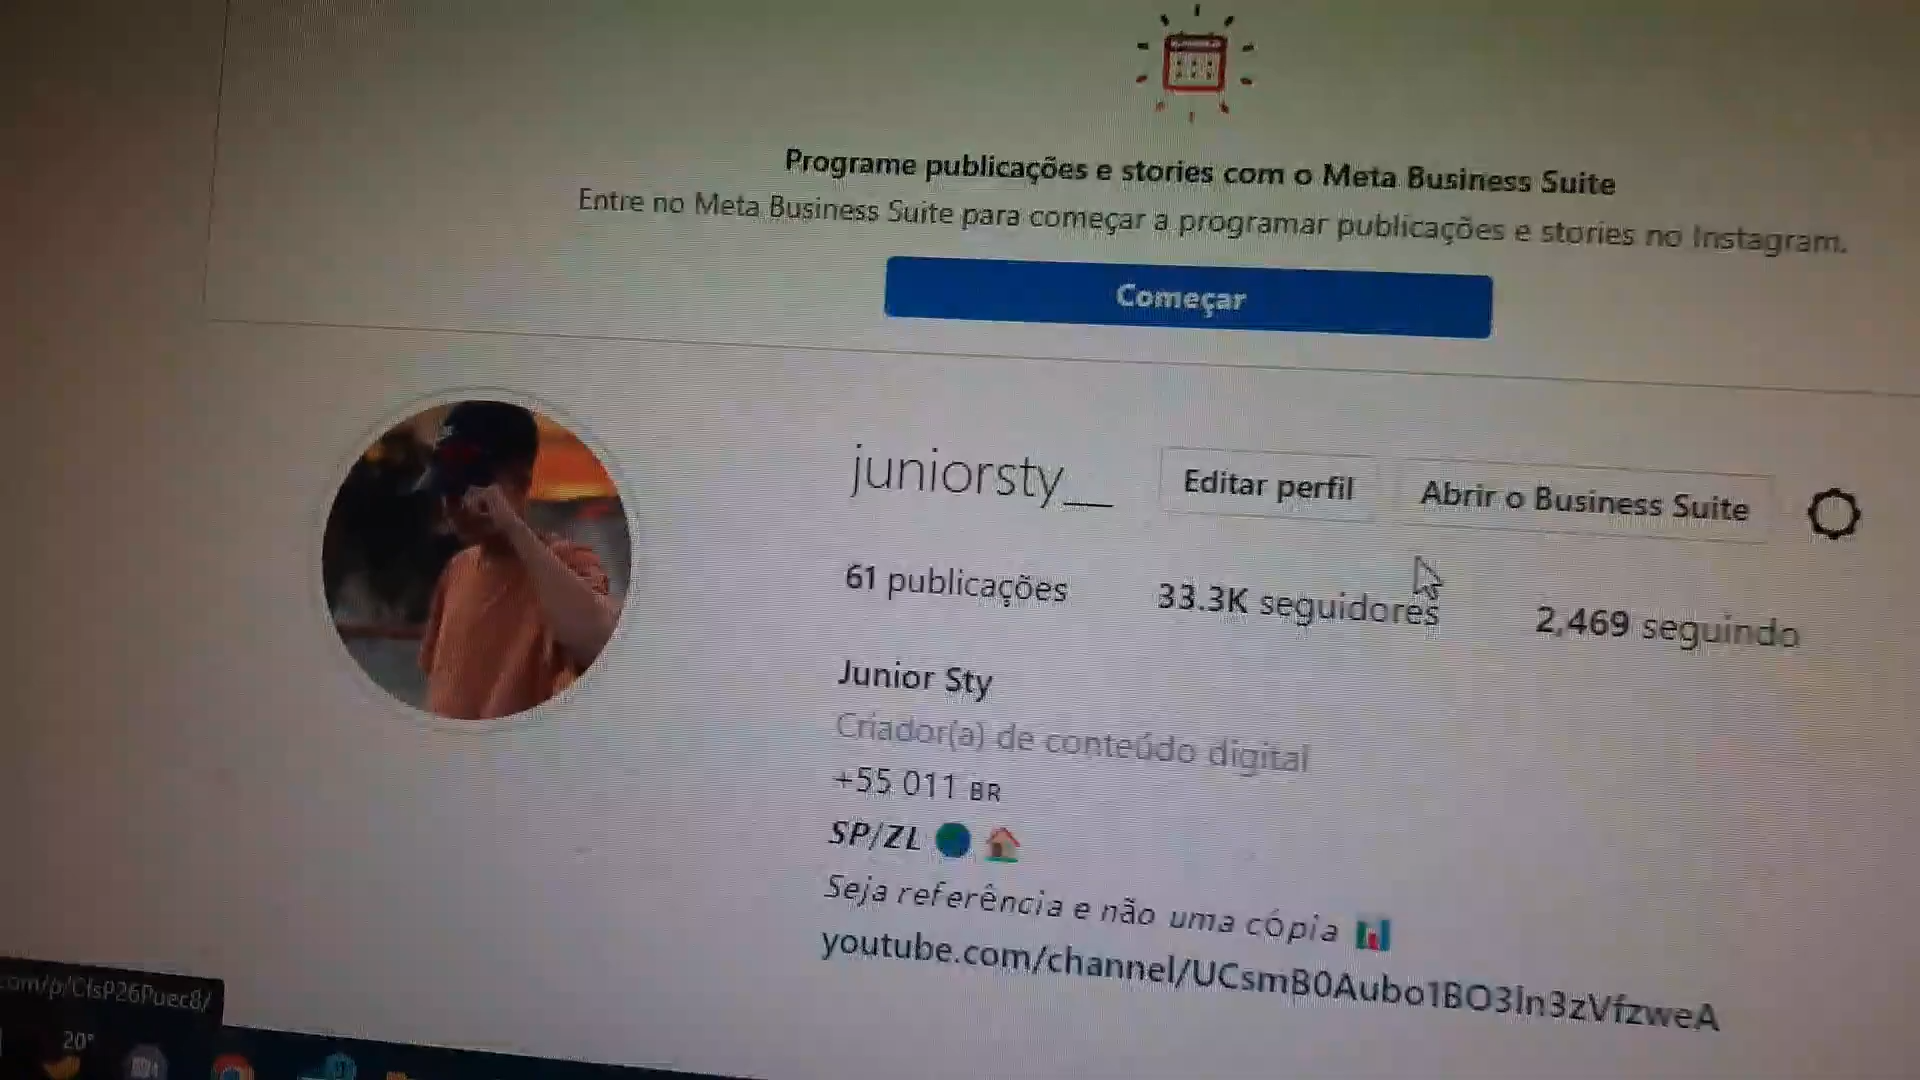 Programe publicações e stories com o Meta Business Suite
Entre no Meta Business Suite para começar a programar publicações e stories no Instagram.
Começar
juniorsty__ Editar perfil Abrir o Business Suite
61 publicações 33.3K seguidores 2,469 seguindo
Junior Sty
Criador(a) de conteúdo digital
+55 011 BR
SP/ZL
Seja referência e não uma cópia
youtube.com/channel/UCsmB0Aubo1BO3ln3zVfzweA
.com/p/ClsP26Puec8/
20°